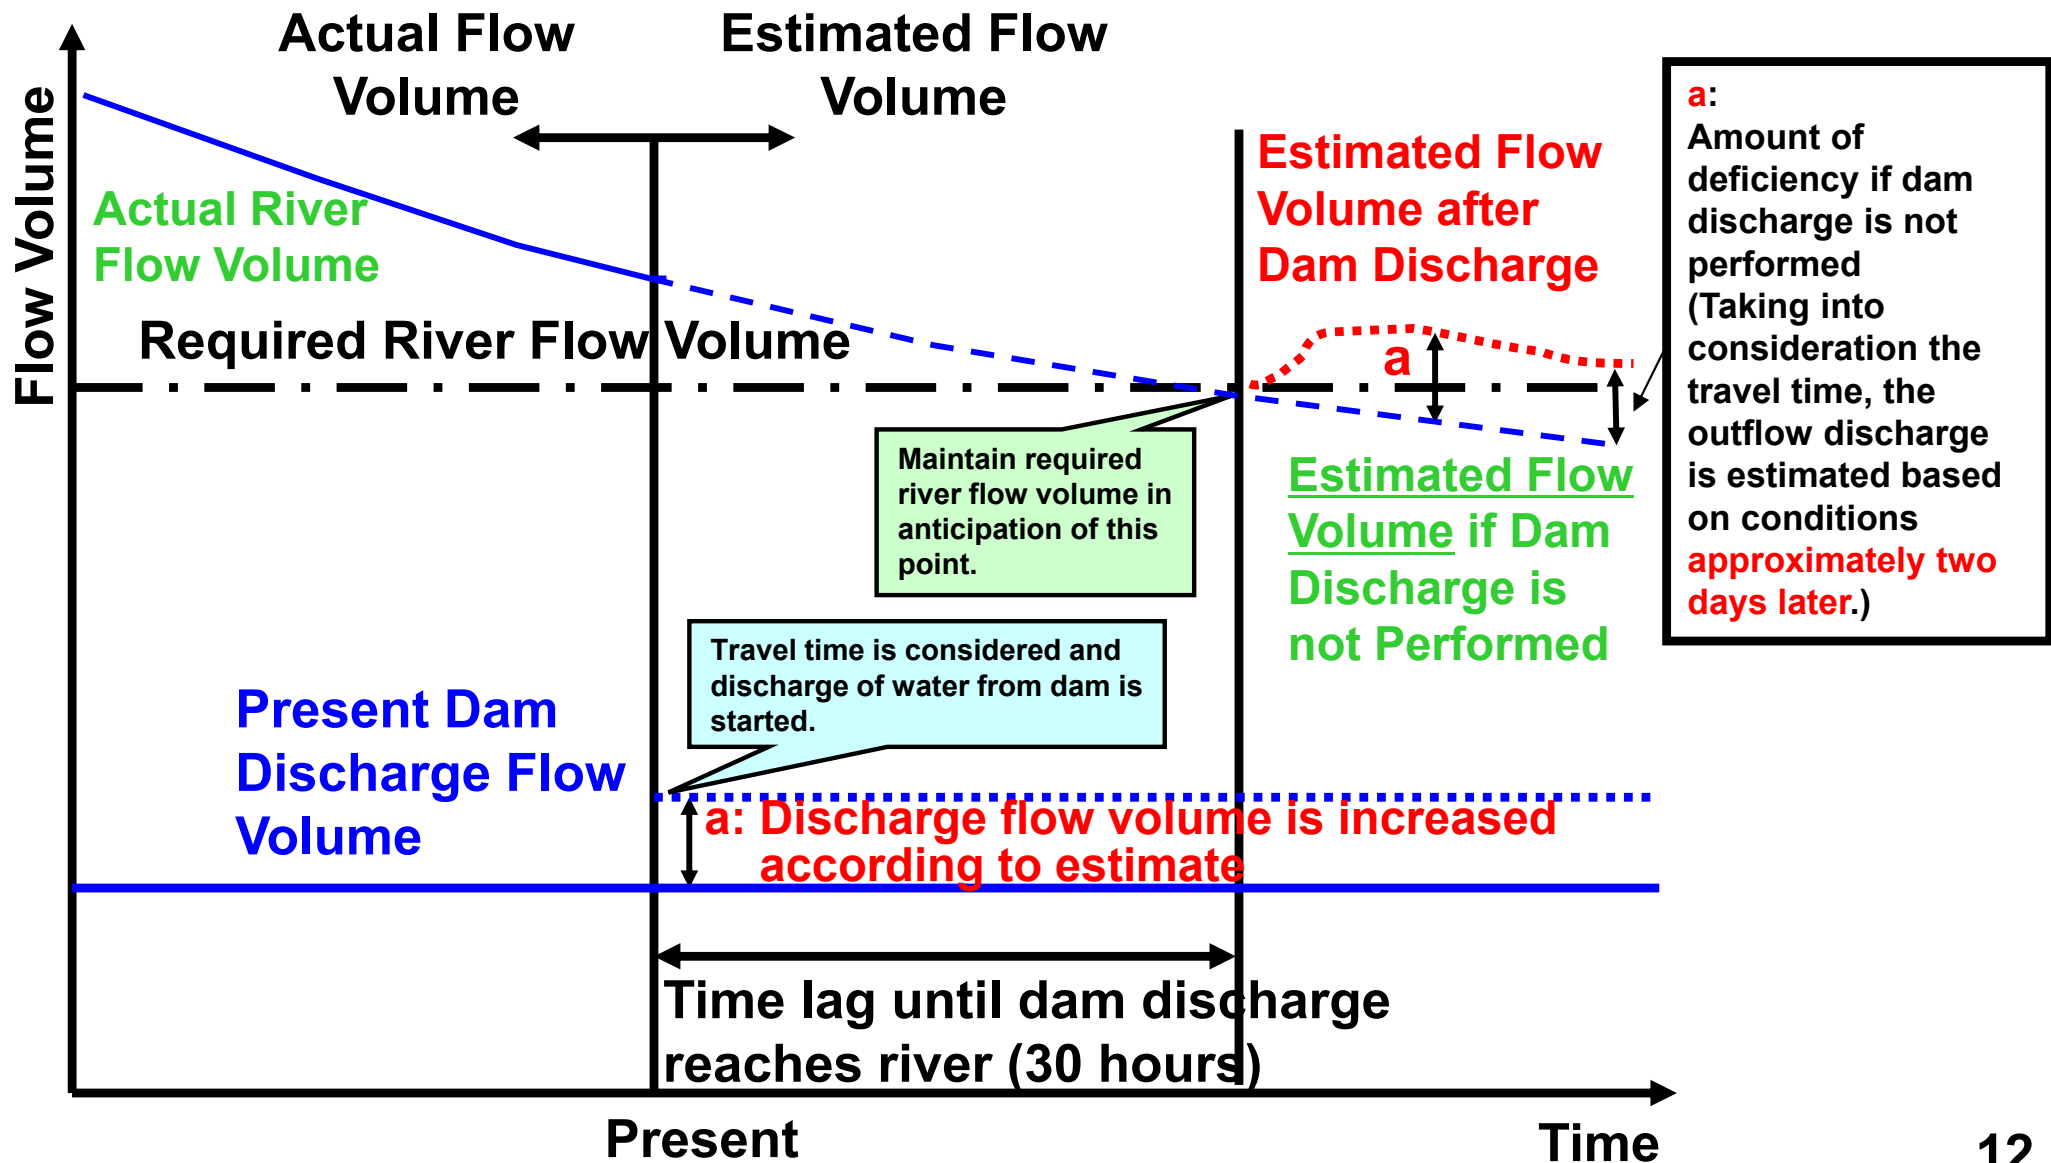 Actual Flow
Volume
Estimated Flow
Volume
Flow Volume
Actual River
Flow Volume
Required River Flow Volume
Estimated Flow
Volume after
Dam Discharge
a
a:
Amount of
deficiency if dam
discharge is not
performed
(Taking into
consideration the
travel time, the
outflow discharge
is estimated based
on conditions
approximately two
days later.)
Maintain required
river flow volume in
anticipation of this
point.
Estimated Flow
Volume if Dam
Discharge is
not Performed
Travel time is considered and
discharge of water from dam is
started.
Present Dam
Discharge Flow
Volume
a: Discharge flow volume is increased
according to estimate
Time lag until dam discharge
reaches river (30 hours)
Present
Time
12